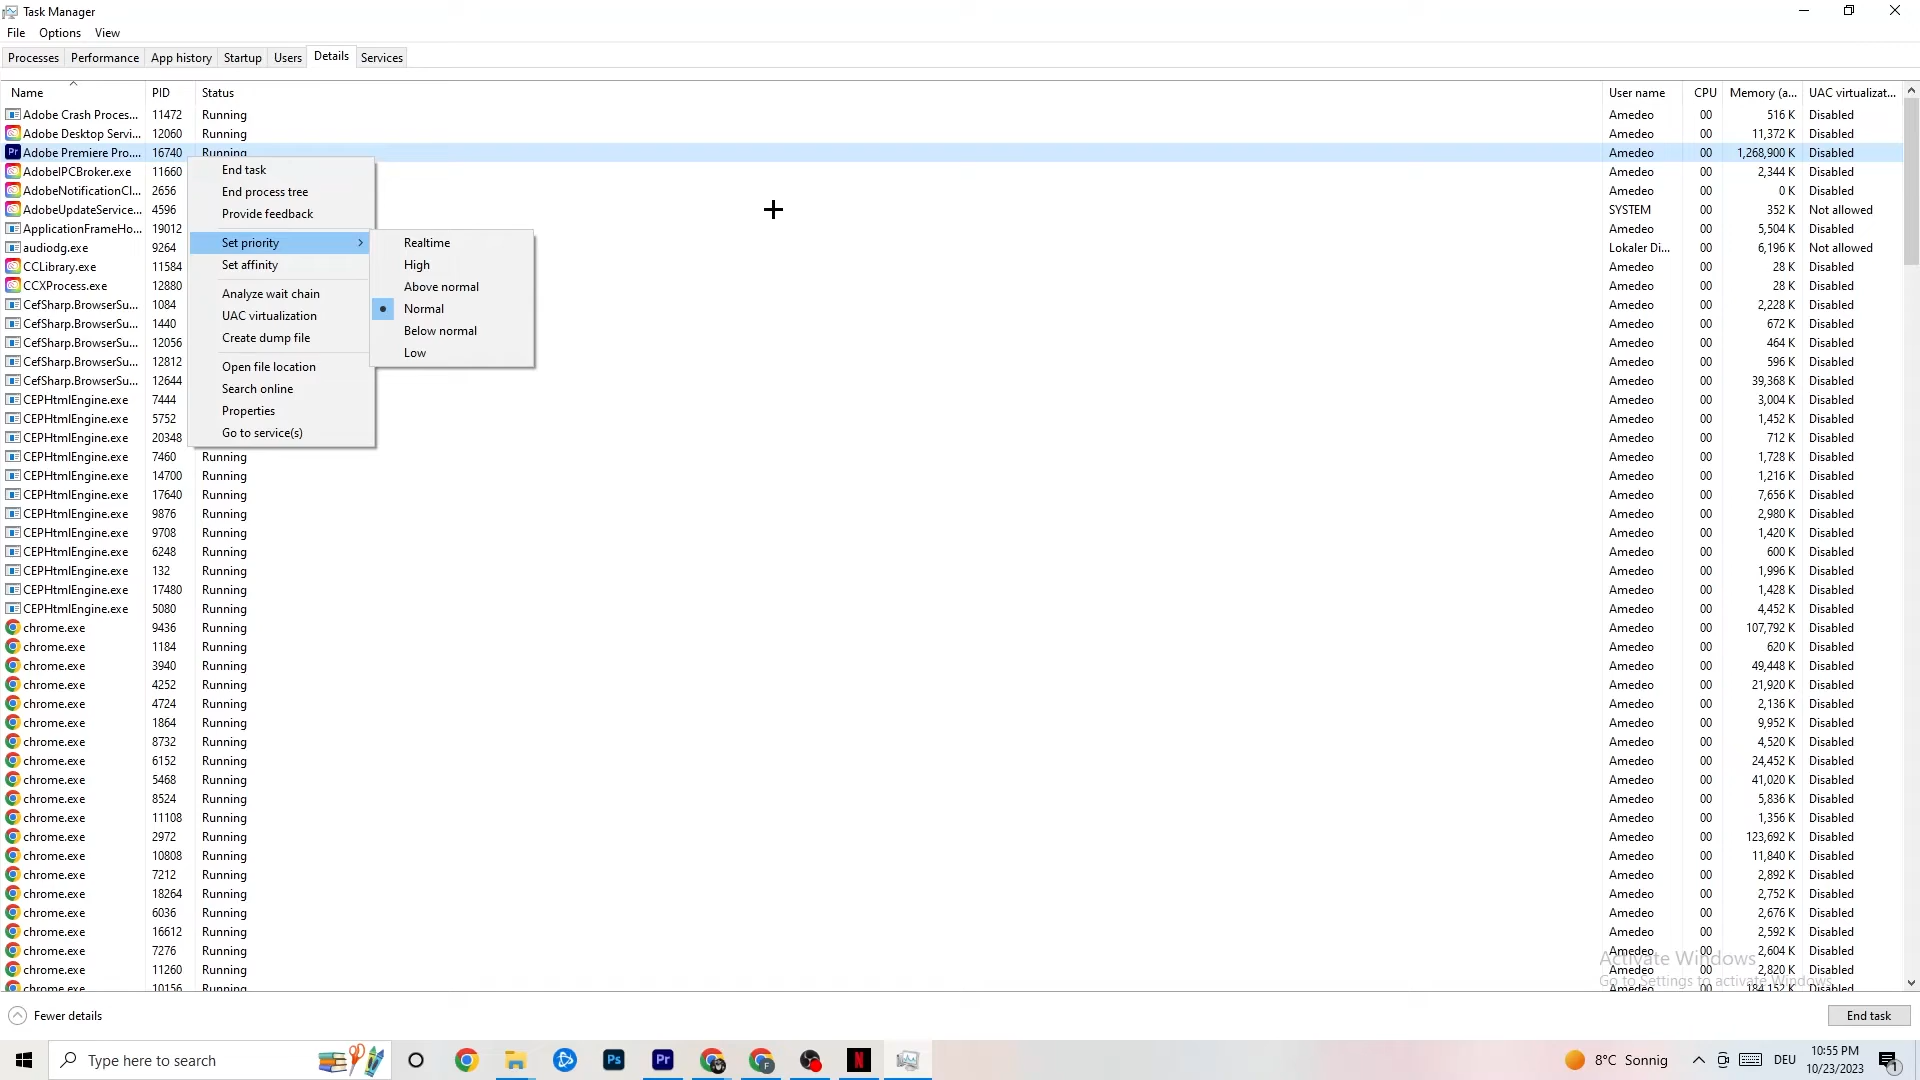 Task Manager
File Options View
Processes Performance App history Startup Users Details Services
Name PID Status User name CPU Memory (a... UAC virtualizat...
Adobe Crash Proces... 11472 Running Amedeo 00 516 K Disabled
Adobe Desktop Servi... 12060 Running Amedeo 00 11,372 K Disabled
Adobe Premiere Pro.... 16740 Running Amedeo 00 1,268,900 K Disabled
AdobeIPCBroker.exe 11660 Amedeo 00 2,344 K Disabled
AdobeNotificationCl... 2656 Amedeo 00 0 K Disabled
AdobeUpdateService... 4596 SYSTEM 00 352 K Not allowed
ApplicationFrameHo... 19012 Amedeo 00 5,504 K Disabled
audiodg.exe 9264 Lokaler Di... 00 6,196 K Not allowed
CCLibrary.exe 11584 Amedeo 00 28 K Disabled
CCXProcess.exe 12880 Amedeo 00 28 K Disabled
CefSharp.BrowserSu... 1084 Amedeo 00 2,228 K Disabled
CefSharp.BrowserSu... 1440 Amedeo 00 672 K Disabled
CefSharp.BrowserSu... 12056 Amedeo 00 464 K Disabled
CefSharp.BrowserSu... 12812 Amedeo 00 596 K Disabled
CefSharp.BrowserSu... 12644 Amedeo 00 39,368 K Disabled
CEPHtmlEngine.exe 7444 Amedeo 00 3,004 K Disabled
CEPHtmlEngine.exe 5752 Amedeo 00 1,452 K Disabled
CEPHtmlEngine.exe 20348 Amedeo 00 712 K Disabled
CEPHtmlEngine.exe 7460 Running Amedeo 00 1,728 K Disabled
CEPHtmlEngine.exe 14700 Running Amedeo 00 1,216 K Disabled
CEPHtmlEngine.exe 17640 Running Amedeo 00 7,656 K Disabled
CEPHtmlEngine.exe 9876 Running Amedeo 00 2,980 K Disabled
CEPHtmlEngine.exe 9708 Running Amedeo 00 1,420 K Disabled
CEPHtmlEngine.exe 6248 Running Amedeo 00 600 K Disabled
CEPHtmlEngine.exe 132 Running Amedeo 00 1,996 K Disabled
CEPHtmlEngine.exe 17480 Running Amedeo 00 1,428 K Disabled
CEPHtmlEngine.exe 5080 Running Amedeo 00 4,452 K Disabled
chrome.exe 9436 Running Amedeo 00 107,792 K Disabled
chrome.exe 1184 Running Amedeo 00 620 K Disabled
chrome.exe 3940 Running Amedeo 00 49,448 K Disabled
chrome.exe 4252 Running Amedeo 00 21,920 K Disabled
chrome.exe 4724 Running Amedeo 00 2,136 K Disabled
chrome.exe 1864 Running Amedeo 00 9,952 K Disabled
chrome.exe 8732 Running Amedeo 00 4,520 K Disabled
chrome.exe 6152 Running Amedeo 00 24,452 K Disabled
chrome.exe 5468 Running Amedeo 00 41,020 K Disabled
chrome.exe 8524 Running Amedeo 00 5,836 K Disabled
chrome.exe 11108 Running Amedeo 00 1,356 K Disabled
chrome.exe 2972 Running Amedeo 00 123,692 K Disabled
chrome.exe 10808 Running Amedeo 00 11,840 K Disabled
chrome.exe 7212 Running Amedeo 00 2,892 K Disabled
chrome.exe 18264 Running Amedeo 00 2,752 K Disabled
chrome.exe 6036 Running Amedeo 00 2,676 K Disabled
chrome.exe 16612 Running Amedeo 00 2,592 K Disabled
chrome.exe 7276 Running Amedeo 00 2,604 K Disabled
chrome.exe 11260 Running Amedeo 00 2,820 K Disabled
chrome.exe 10156 Running Amedeo 00 184,152 K Disabled
End task
End process tree
Provide feedback
Set priority
Set affinity
Analyze wait chain
UAC virtualization
Create dump file
Open file location
Search online
Properties
Go to service(s)
Realtime
High
Above normal
Normal
Below normal
Low
Activate Windows
Go to Settings to activate Windows.
Fewer details End task
Type here to search
Ps
Pr
F
N
8°C Sonnig
DEU
10:55 PM
10/23/2023
1